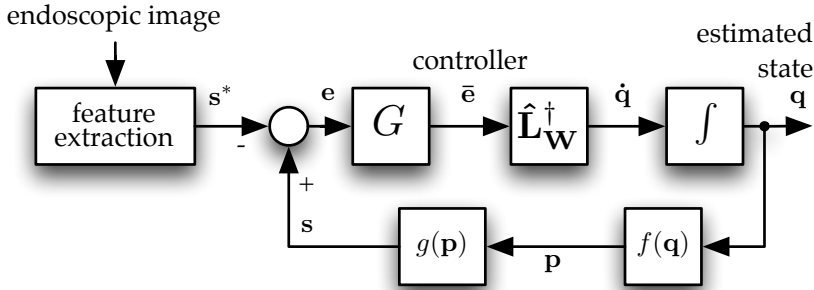 endoscopic image
feature
extraction
s*
-
+
s
e
controller
G
ē
L̂†W
q̇
∫
estimated
state
q
g(p)
p
f(q)